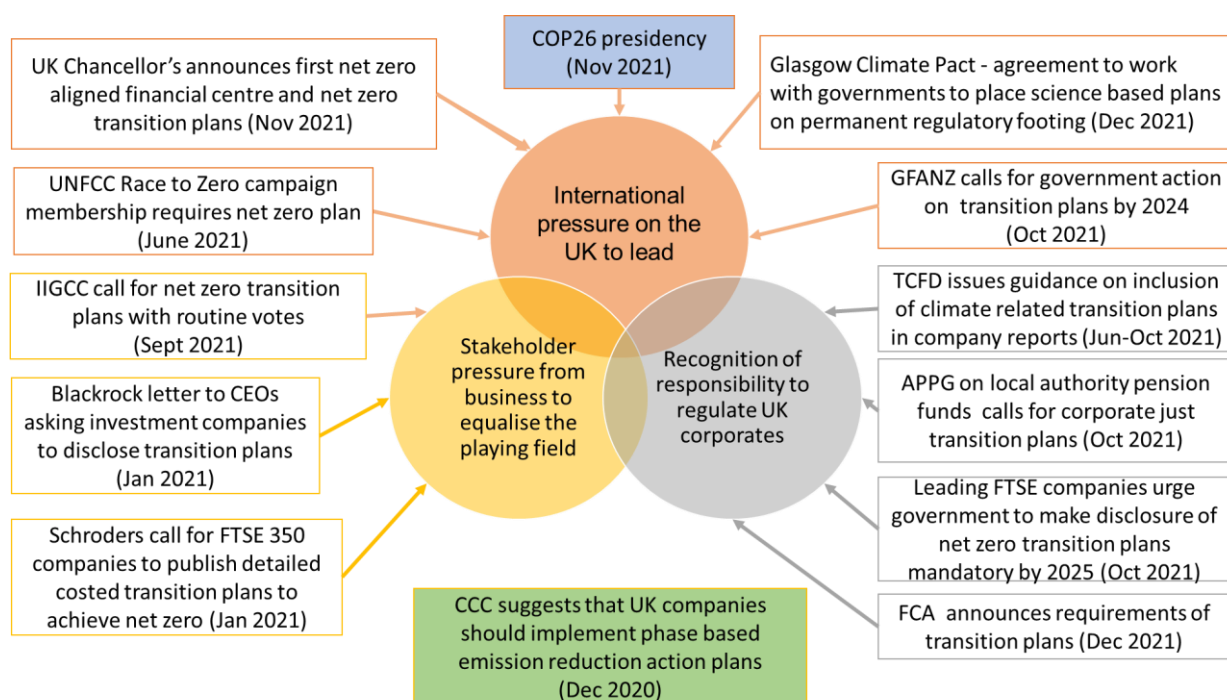 COP26 presidency
(Nov 2021)
UK Chancellor's announces first net zero
aligned financial centre and net zero
transition plans (Nov 2021)
Glasgow Climate Pact - agreement to work
with governments to place science based plans
on permanent regulatory footing (Dec 2021)
UNFCC Race to Zero campaign
membership requires net zero plan
(June 2021)
International
pressure on the
UK to lead
GFANZ calls for government action
on transition plans by 2024
(Oct 2021)
IIGCC call for net zero transition
plans with routine votes
(Sept 2021)
TCFD issues guidance on inclusion
of climate related transition plans
in company reports (Jun-Oct 2021)
Stakeholder
pressure from
business to
equalise the
playing field
Recognition of
responsibility to
regulate UK
corporates
Blackrock letter to CEOs
asking investment companies
to disclose transition plans
(Jan 2021)
APPG on local authority pension
funds calls for corporate just
transition plans (Oct 2021)
Schroders call for FTSE 350
companies to publish detailed
costed transition plans to
achieve net zero (Jan 2021)
Leading FTSE companies urge
government to make disclosure of
net zero transition plans
mandatory by 2025 (Oct 2021)
CCC suggests that UK companies
should implement phase based
emission reduction action plans
(Dec 2020)
FCA announces requirements of
transition plans (Dec 2021)